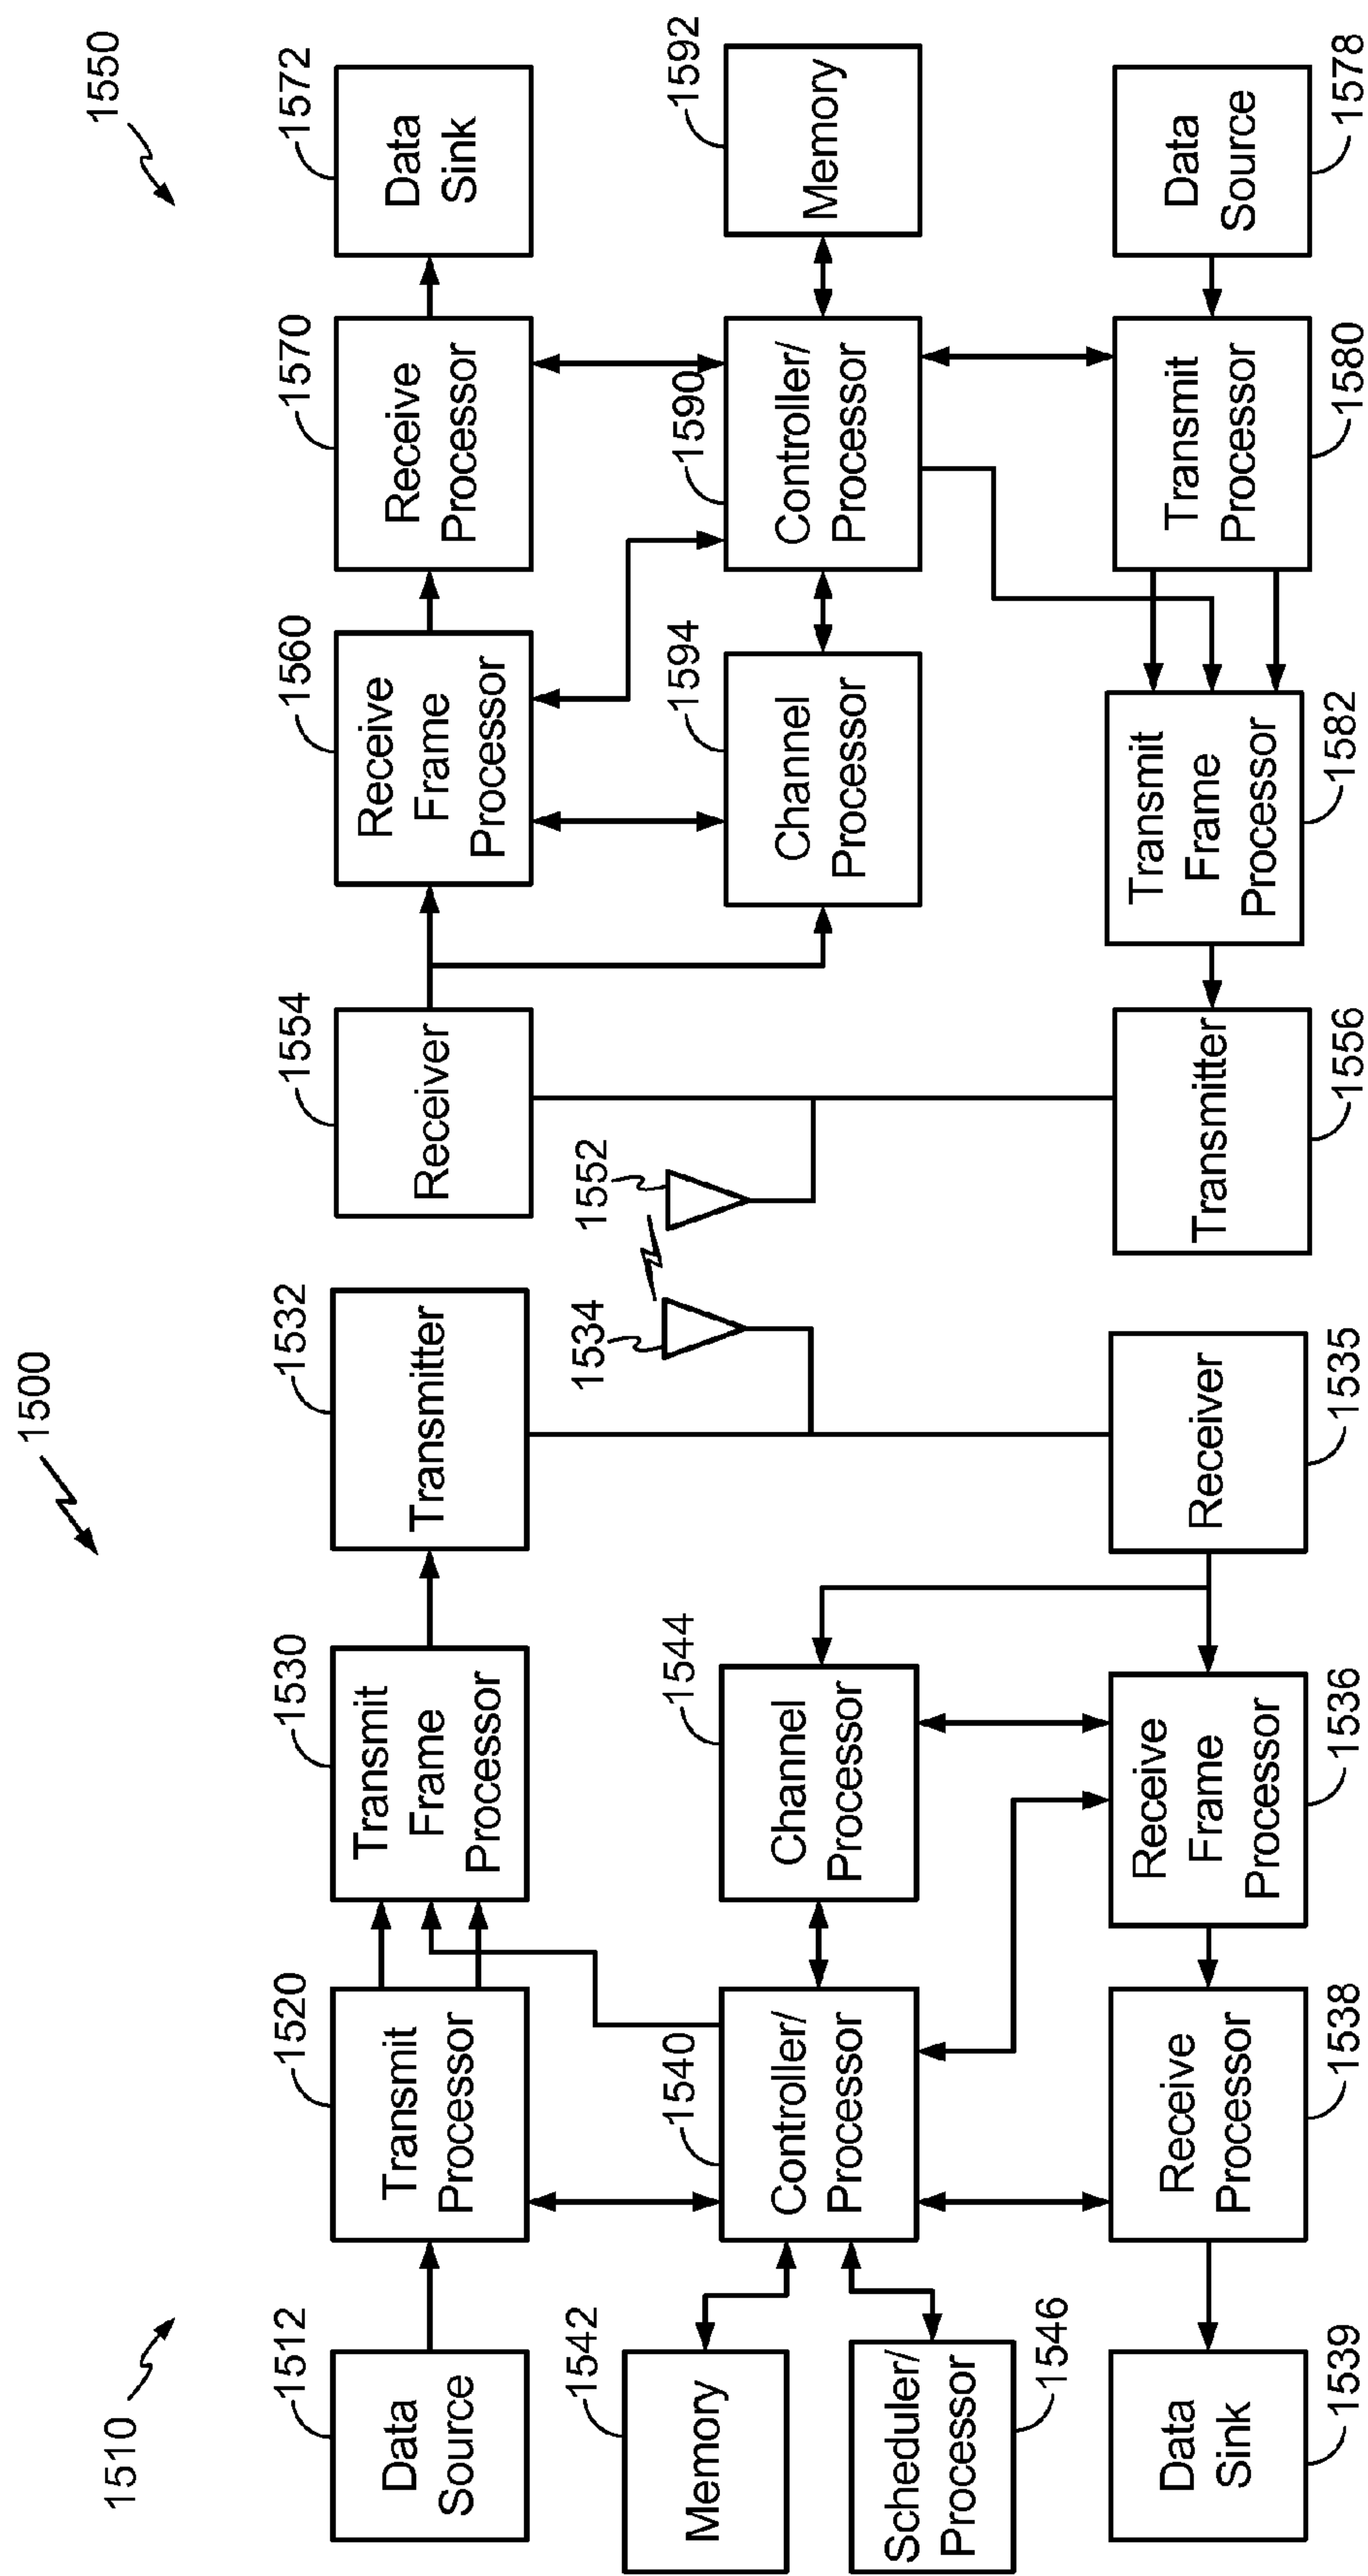 1500
1510
1550
1512
Data
Source
1520
Transmit
Processor
1530
Transmit
Frame
Processor
1532
Transmitter
1554
Receiver
1560
Receive
Frame
Processor
1570
Receive
Processor
1572
Data
Sink
1542
Memory
1540
Controller/
Processor
1544
Channel
Processor
1534
1552
1594
Channel
Processor
1590
Controller/
Processor
1592
Memory
Scheduler/
Processor
1546
Data
Sink
1539
Receive
Processor
1538
Receive
Frame
Processor
1536
Receiver
1535
Transmitter
1556
Transmit
Frame
Processor
1582
Transmit
Processor
1580
Data
Source
1578